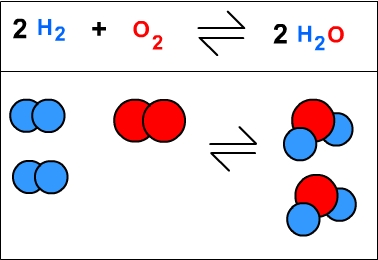 2 H₂ + O₂ ⇌ 2 H₂O